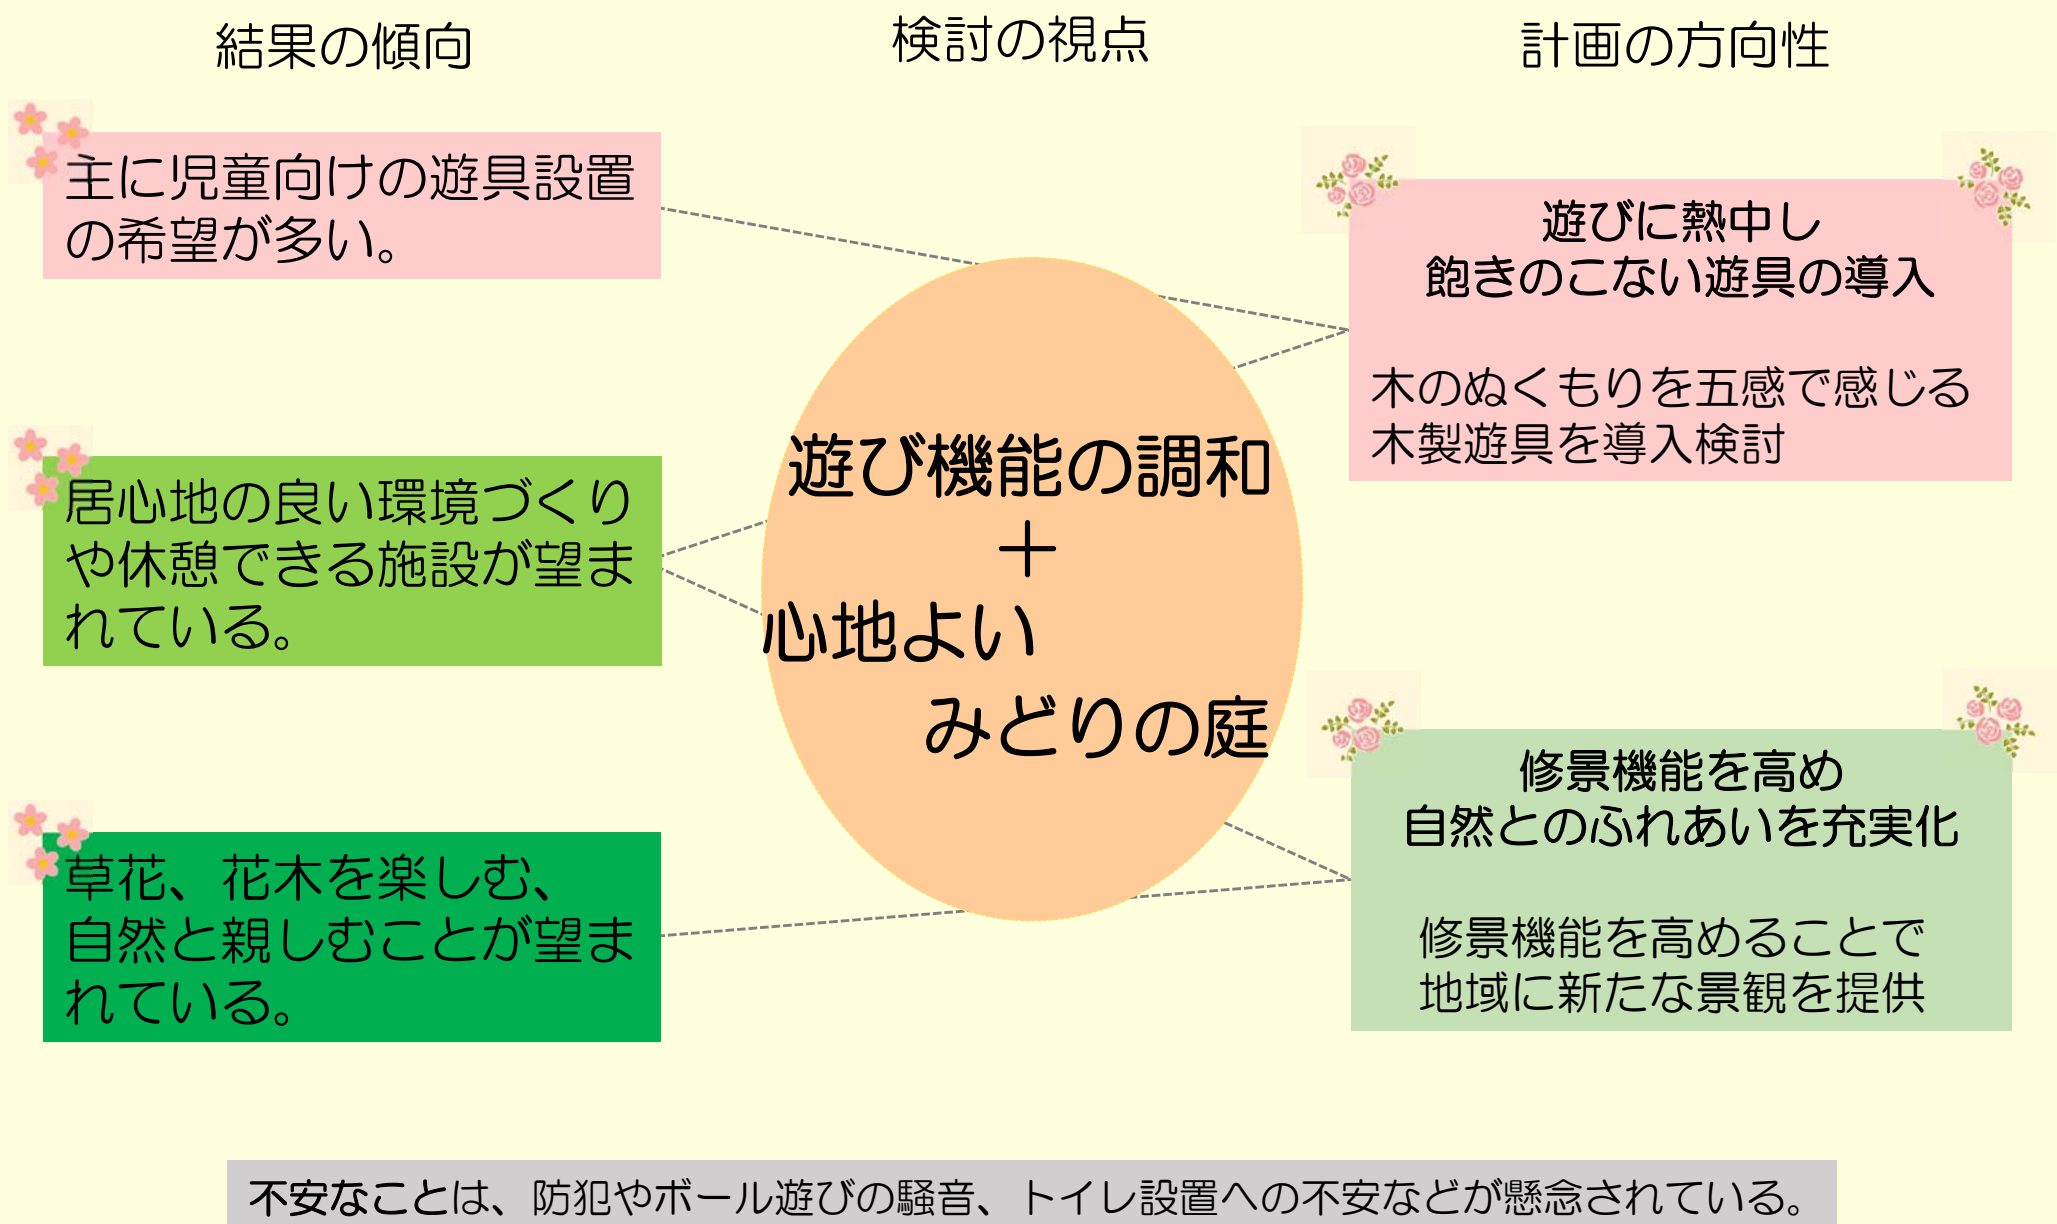 結果の傾向
検討の視点
計画の方向性
主に児童向けの遊具設置
の希望が多い。
居心地の良い環境づくり
や休憩できる施設が望ま
れている。
草花、花木を楽しむ、
自然と親しむことが望ま
れている。
遊び機能の調和
＋
心地よい
みどりの庭
遊びに熱中し
飽きのこない遊具の導入
木のぬくもりを五感で感じる
木製遊具を導入検討
修景機能を高め
自然とのふれあいを充実化
修景機能を高めることで
地域に新たな景観を提供
不安なことは、防犯やボール遊びの騒音、トイレ設置への不安などが懸念されている。